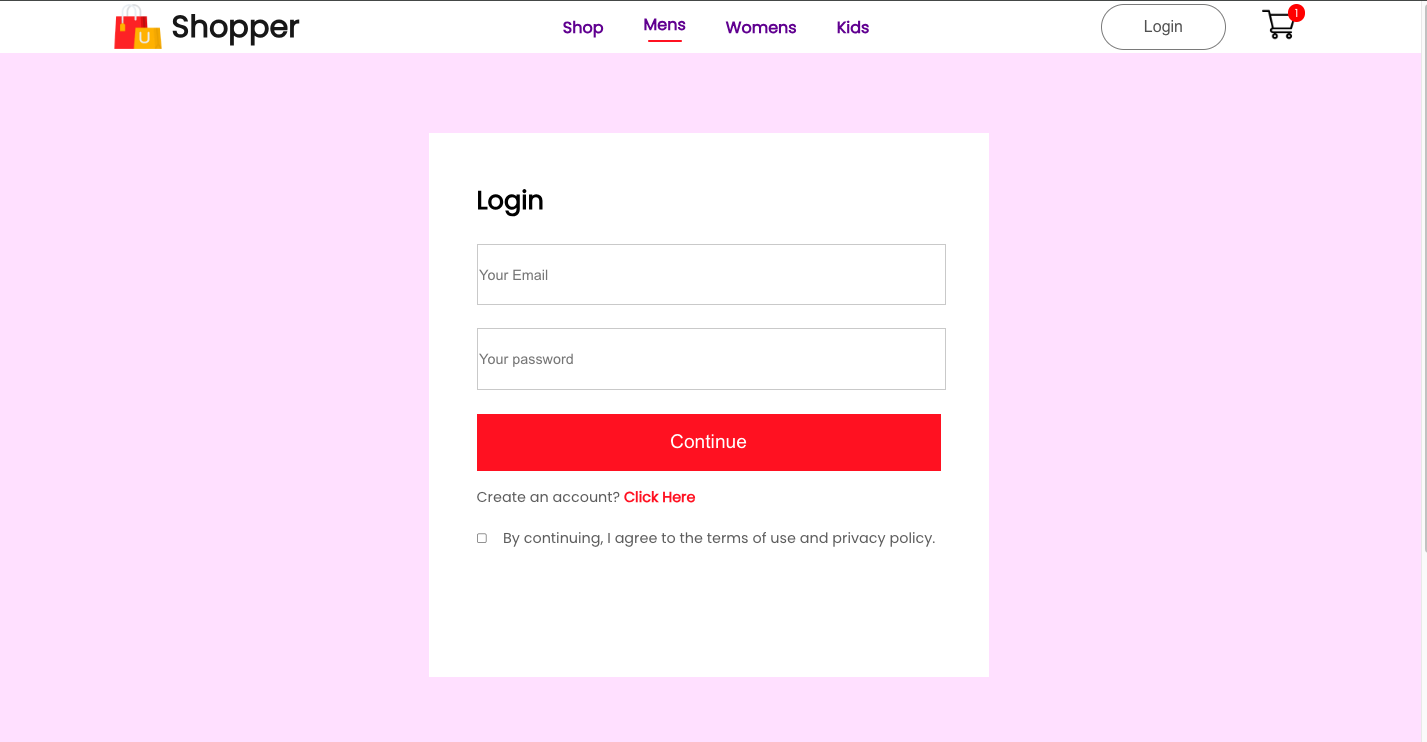 U Shopper
Shop Mens Womens Kids
Login
1
Login
Your Email
Your password
Continue
Create an account? Click Here
By continuing, I agree to the terms of use and privacy policy.